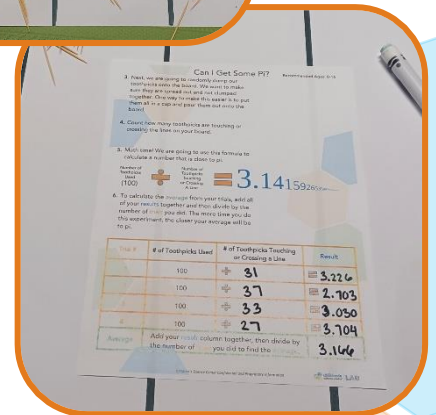 Can I Get Some Pi?
3. Next, we are going to randomly dump our
toothpicks onto the board. We want to make
sure they are spread out and not clumped
together. One way to make this easier is to put
them all in a cup and pour them out onto the
board.
4. Count how many toothpicks are touching or
crossing the lines on your board.
5. Math time! We are going to use this formula to
calculate a number that is close to pi.
Number of Toothpicks Used (100) ÷ Number of Toothpicks Touching or Crossing a Line = 3.14159265
6. To calculate the average from your trials, add all
of your results together and then divide by the
number of trials you did. The more time you do
this experiment, the closer your average will be
to pi.
# of Toothpicks Used # of Toothpicks Touching or Crossing a Line Result
100 ÷ 31 = 3.226
100 ÷ 37 = 2.703
100 ÷ 33 = 3.030
100 ÷ 27 = 3.704
Average Add your results column together, then divide by
the number of you did to find the average. 3.166
LAB